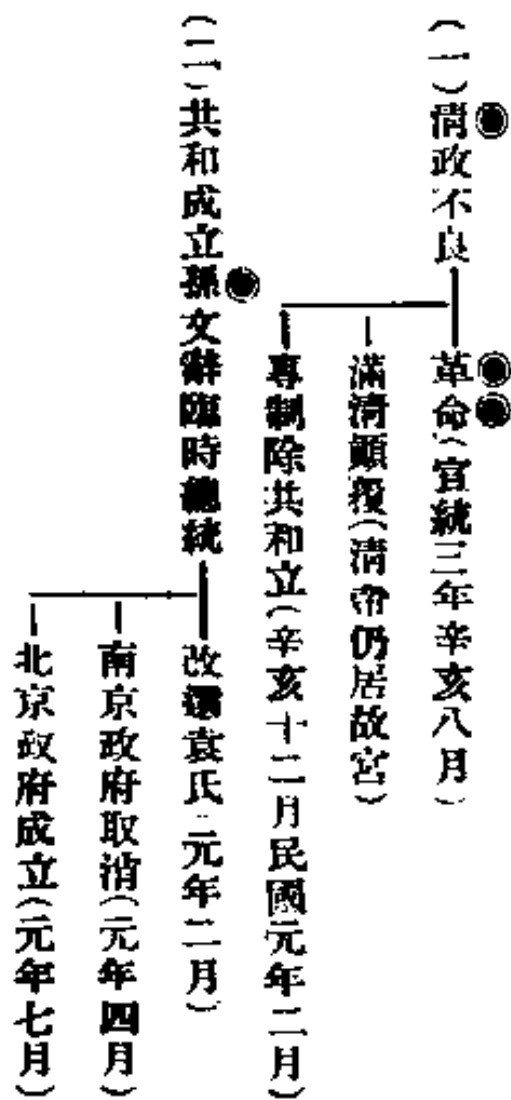 (一)清政不良
革命(宣統三年辛亥八月)
滿清顚覆(清帝仍居故宮)
專制除共和立(辛亥十二月民國元年二月)
(二)共和成立孫文辭臨時總統
改選袁氏(元年二月)
南京政府取消(元年四月)
北京政府成立(元年七月)